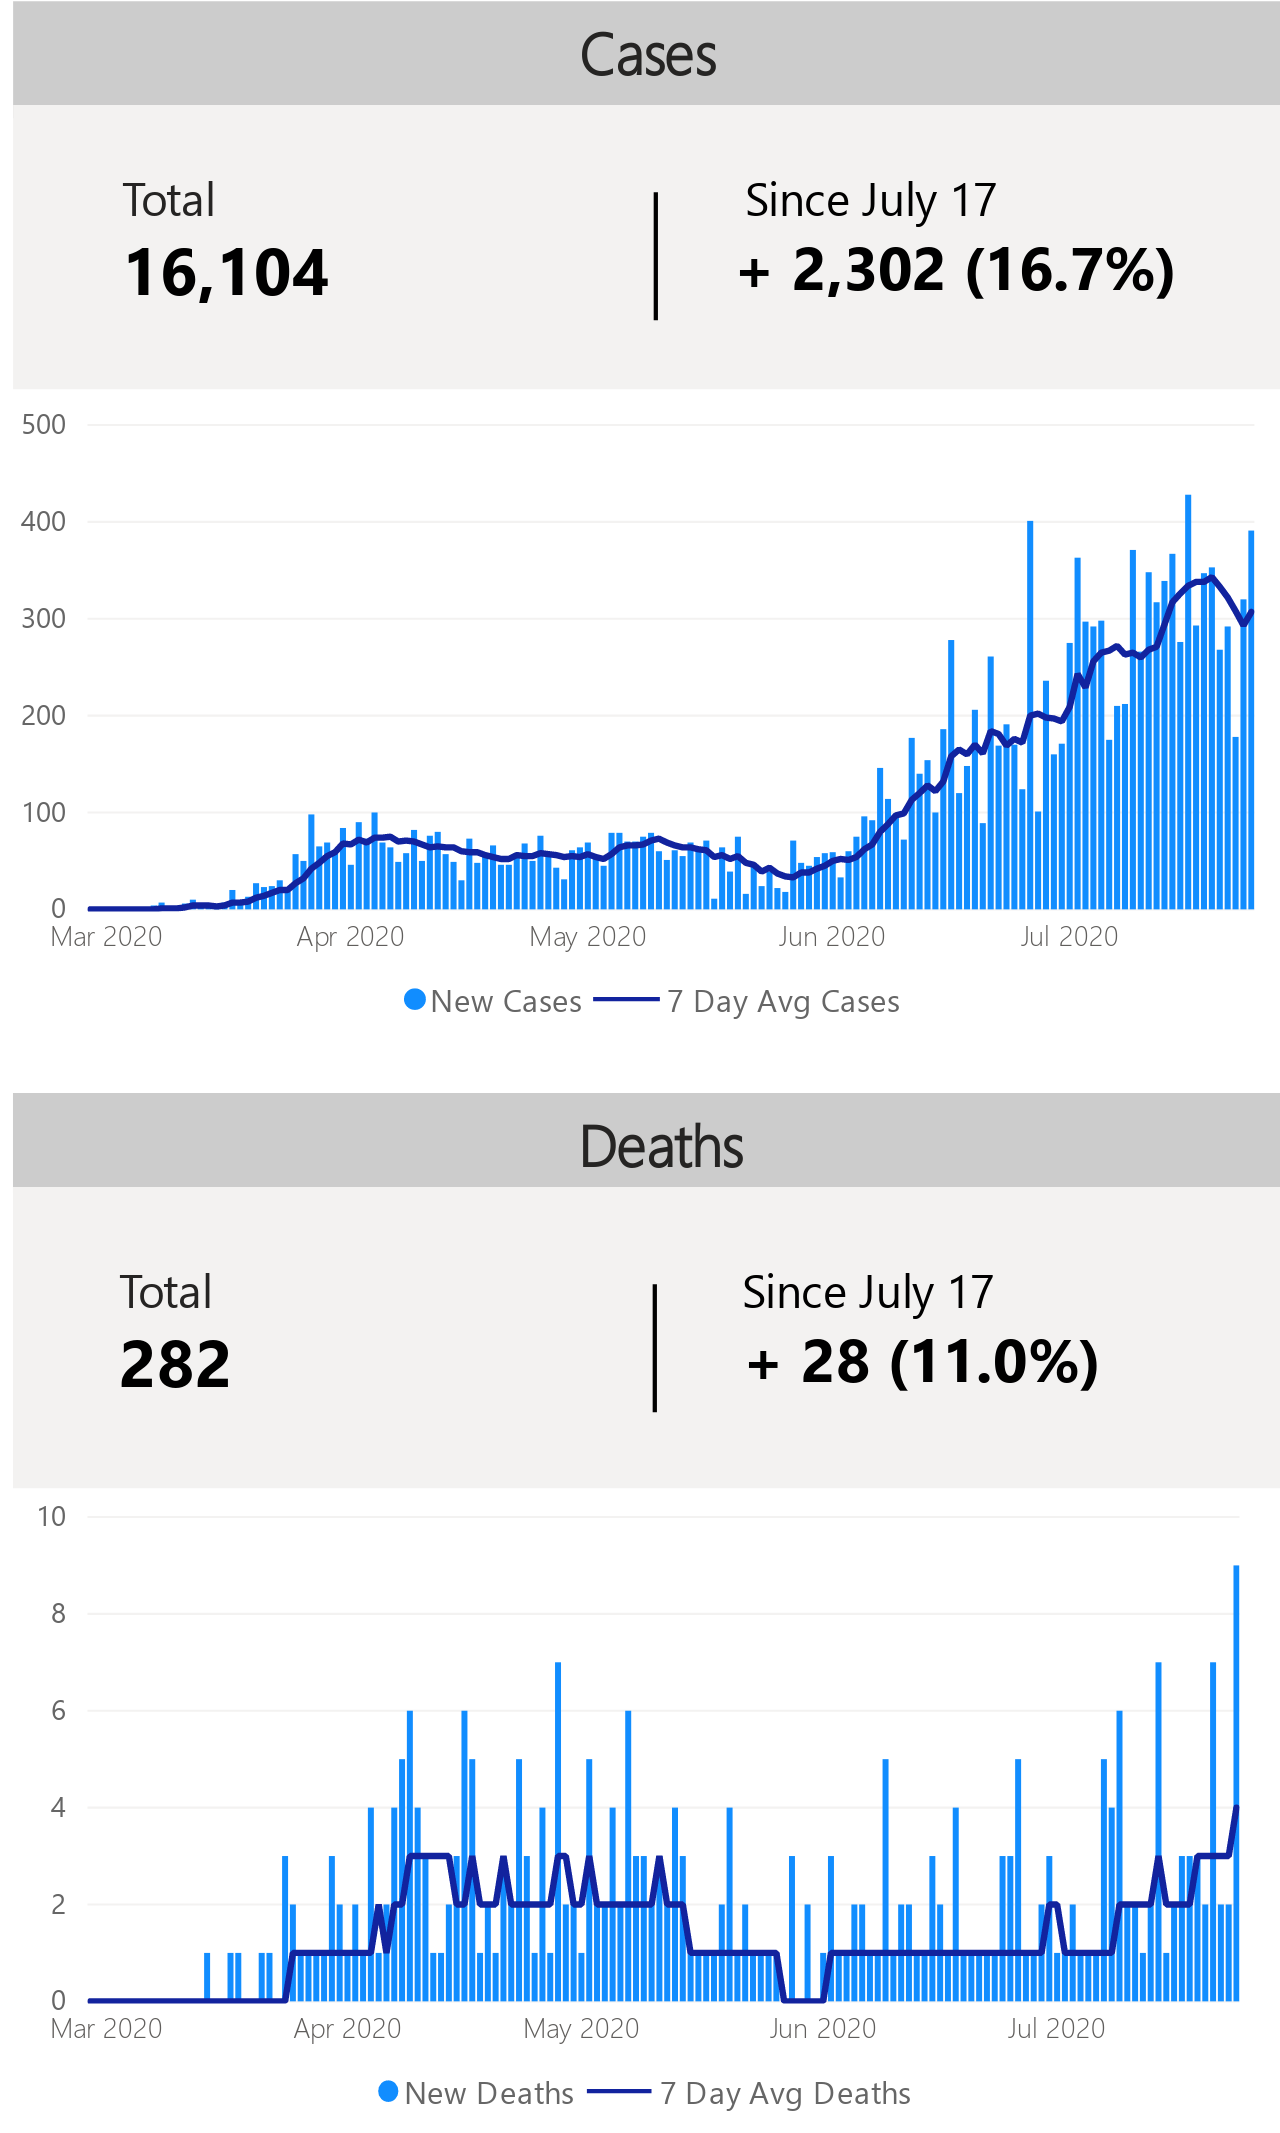 Cases
Total
Since July 17
16,104
+ 2,302 (16.7%)
500
400
300
200
100
0
Mar 2020 Apr 2020 May 2020 Jun 2020 Jul 2020
New Cases 7 Day Avg Cases
Deaths
Total
Since July 17
282
+ 28 (11.0%)
10
8
6
4
2
0
Mar 2020 Apr 2020 May 2020 Jun 2020 Jul 2020
New Deaths 7 Day Avg Deaths